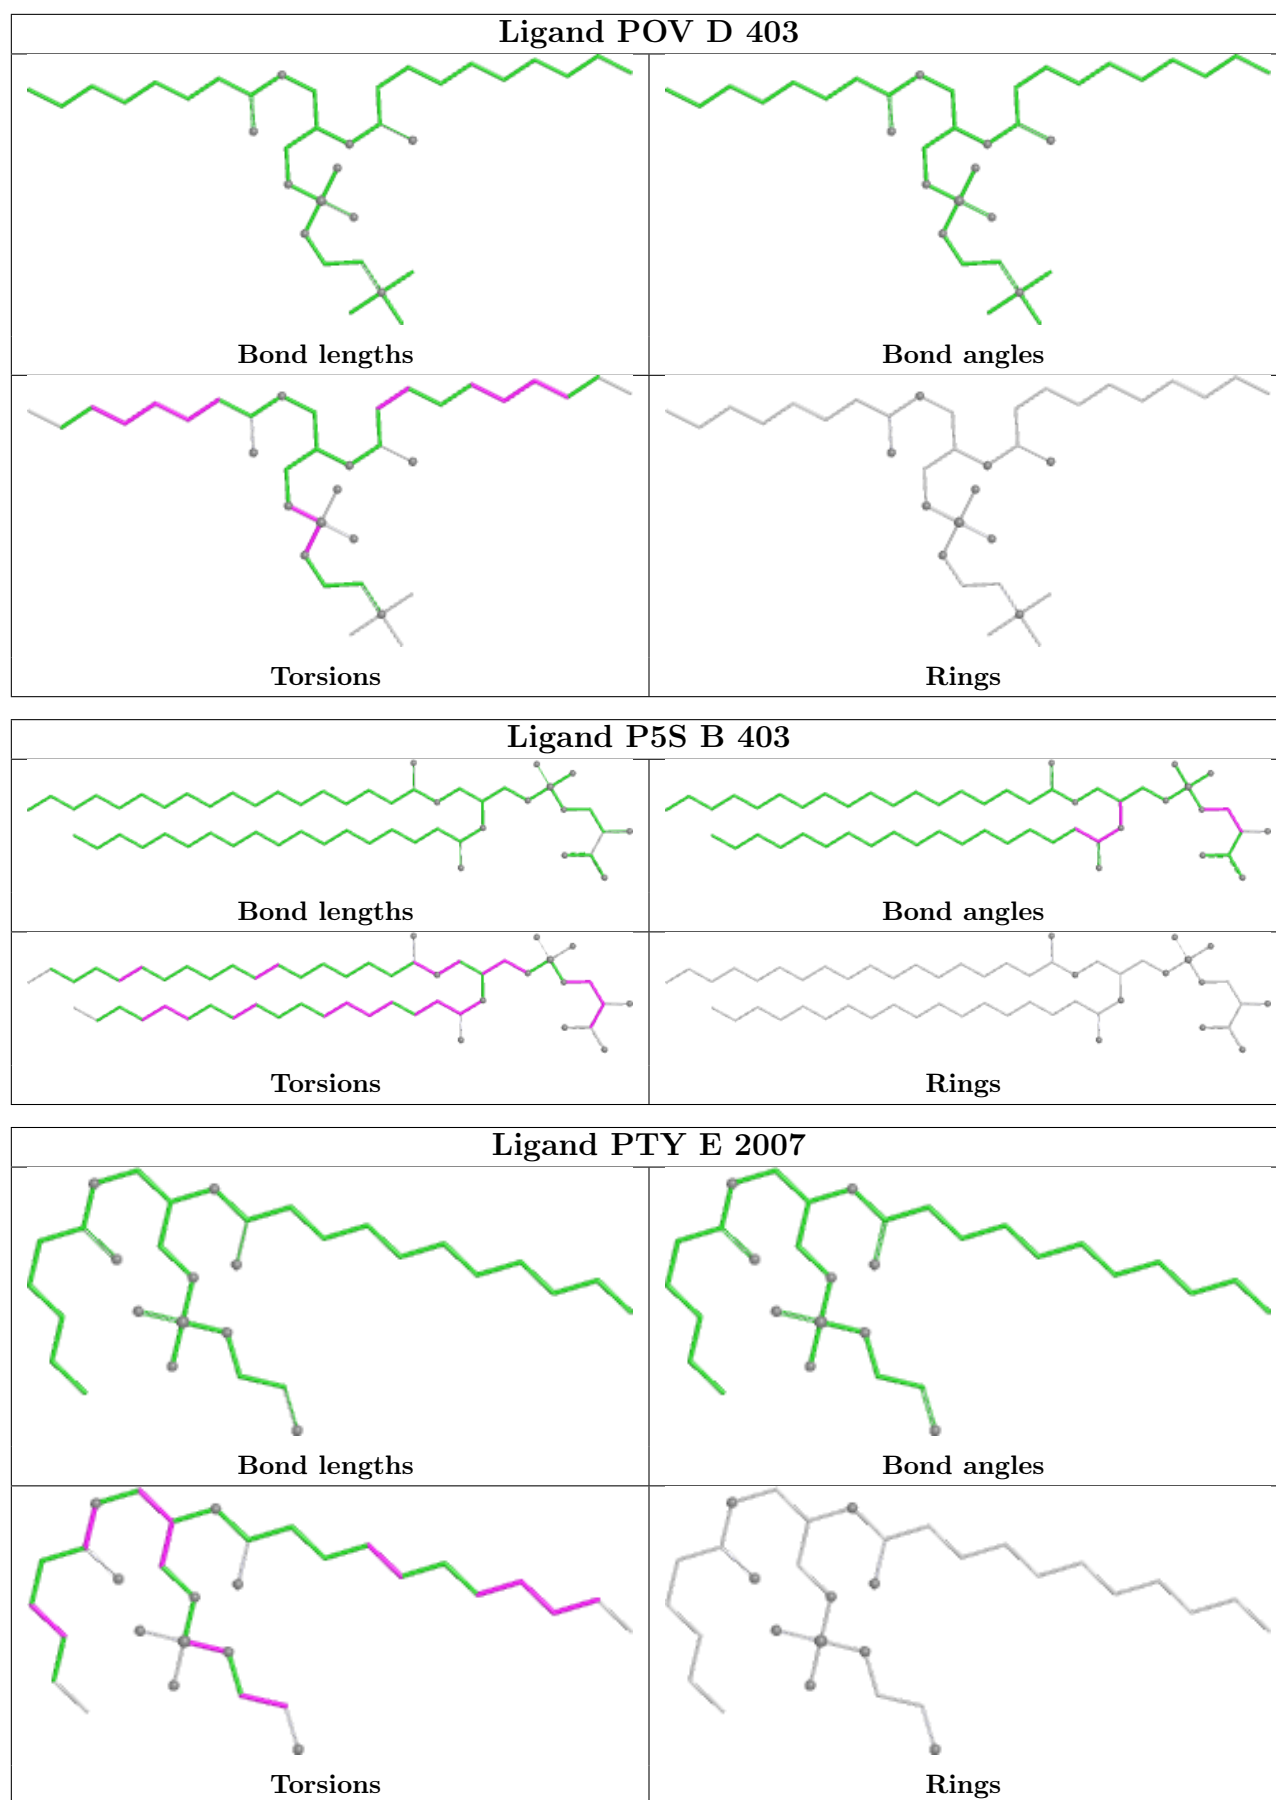 Ligand POV D 403
Bond lengths
Bond angles
Torsions
Rings
Ligand P5S B 403
Bond lengths
Bond angles
Torsions
Rings
Ligand PTY E 2007
Bond lengths
Bond angles
Torsions
Rings